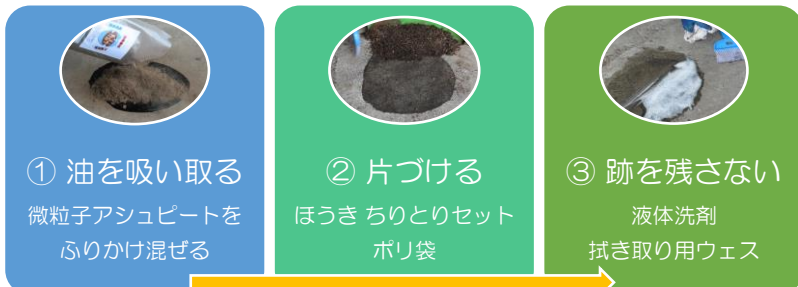 ① 油を吸い取る
微粒子アシュピートを
ふりかけ混ぜる
② 片づける
ほうき ちりとりセット
ポリ袋
③ 跡を残さない
液体洗剤
拭き取り用ウェス